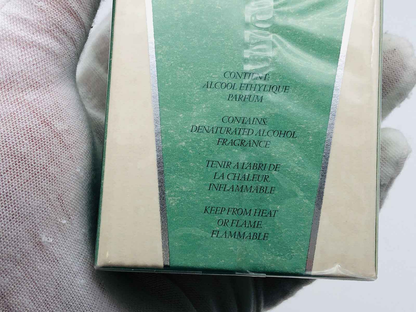 CONTIENT:
ALCOOL ETHYLIQUE
PARFUM
CONTAINS:
DENATURATED ALCOHOL
FRAGRANCE
TENIR A L'ABRI DE
LA CHALEUR
INFLAMMABLE
KEEP FROM HEAT
OR FLAME.
FLAMMABLE